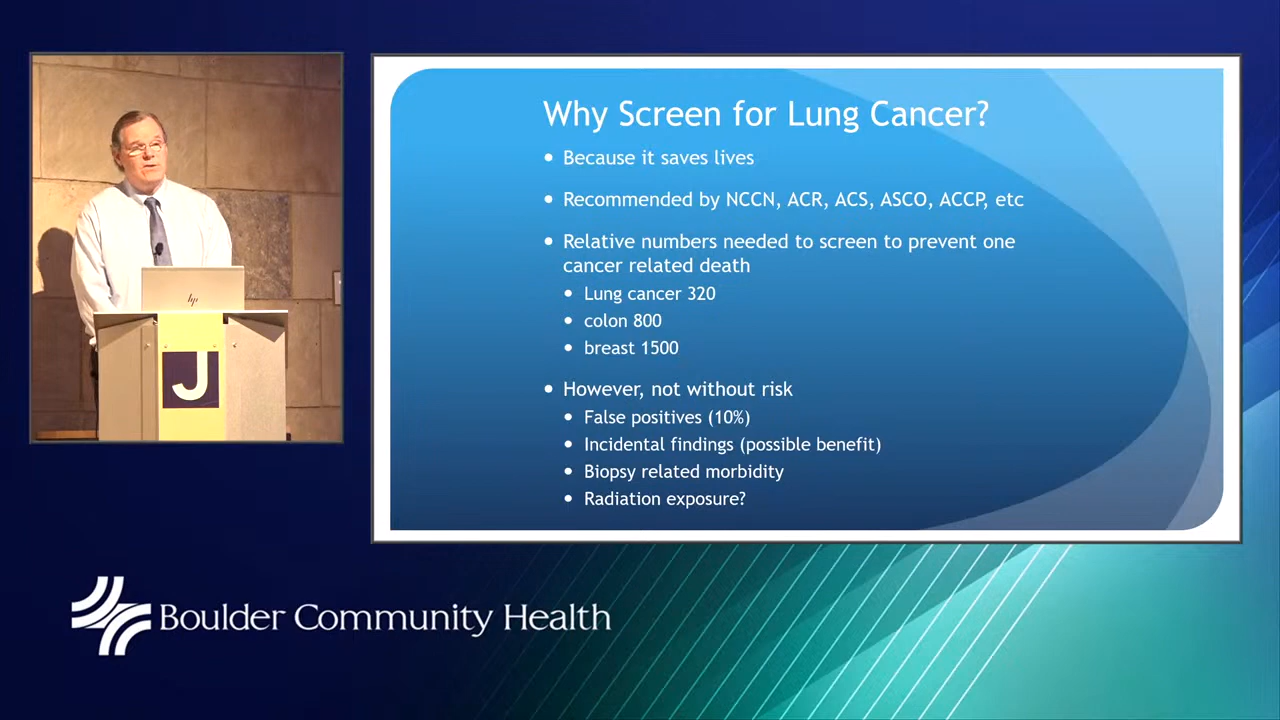 Why Screen for Lung Cancer?
• Because it saves lives
• Recommended by NCCN, ACR, ACS, ASCO, ACCP, etc
• Relative numbers needed to screen to prevent one
cancer related death
• Lung cancer 320
• colon 800
• breast 1500
• However, not without risk
• False positives (10%)
• Incidental findings (possible benefit)
• Biopsy related morbidity
• Radiation exposure?
hp
J
Boulder Community Health